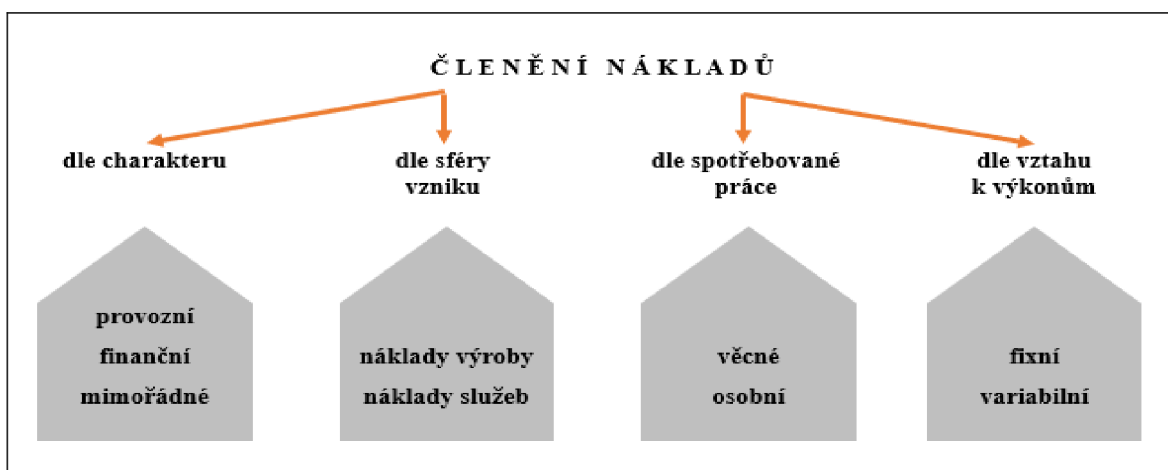 ČLENĚNÍ NÁKLADŮ
dle charakteru
dle sféry
vzniku
dle spotřebované
práce
dle vztahu
k výkonům
provozní
finanční
mimořádné
náklady výroby
náklady služeb
věcné
osobní
fixní
variabilní